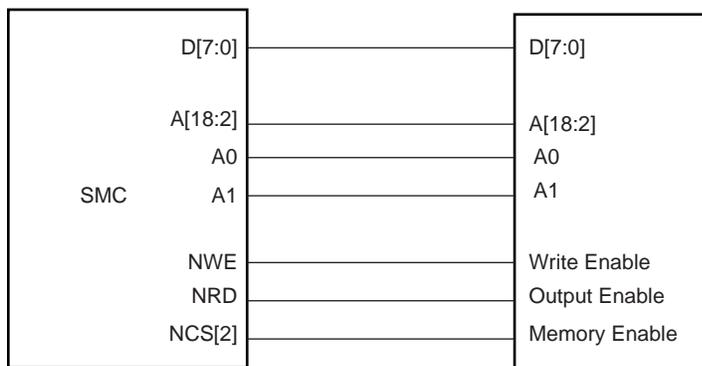 D[7:0] D[7:0]
A[18:2] A[18:2]
A0 A0
SMC A1 A1
NWE Write Enable
NRD Output Enable
NCS[2] Memory Enable